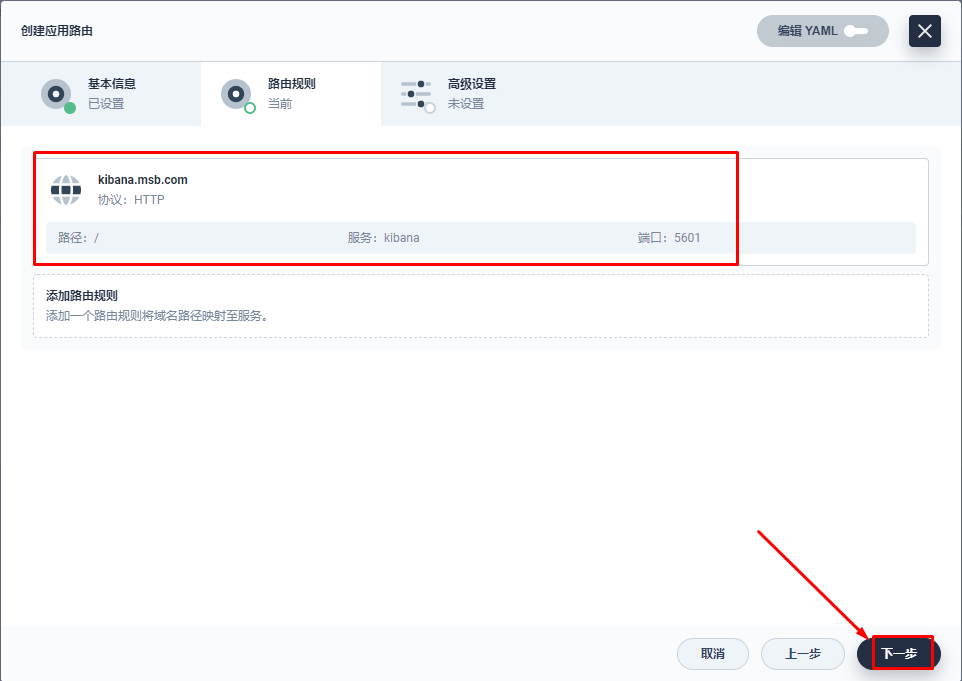 创建应用路由
编辑 YAML
基本信息
已设置
路由规则
当前
高级设置
未设置
kibana.msb.com
协议：HTTP
路径：/ 服务：kibana 端口：5601
添加路由规则
添加一个路由规则将域名路径映射至服务。
取消 上一步 下一步